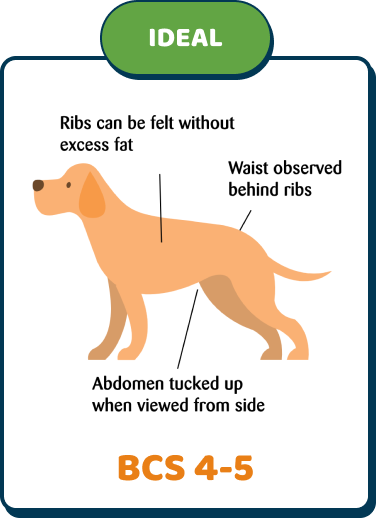 IDEAL
Ribs can be felt without
excess fat
Waist observed
behind ribs
Abdomen tucked up
when viewed from side
BCS 4-5